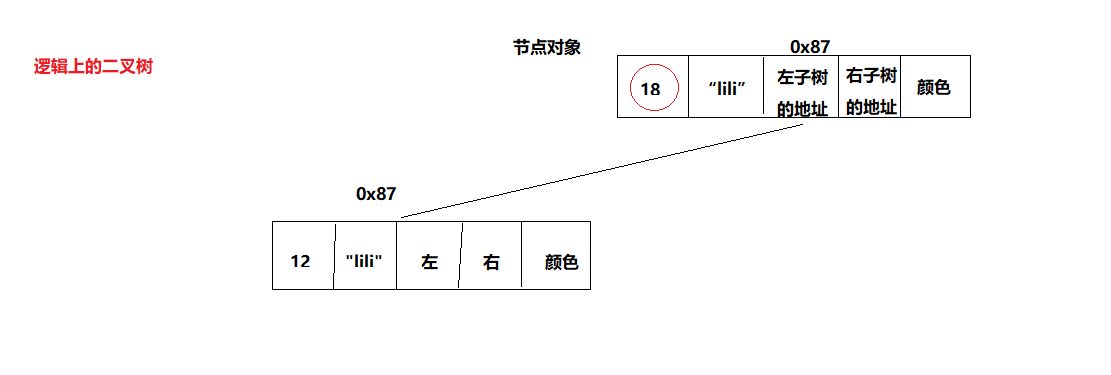 节点对象
0x87
逻辑上的二叉树
18
“lili”
左子树
的地址
右子树
的地址
颜色
0x87
12
"lili"
左
右
颜色